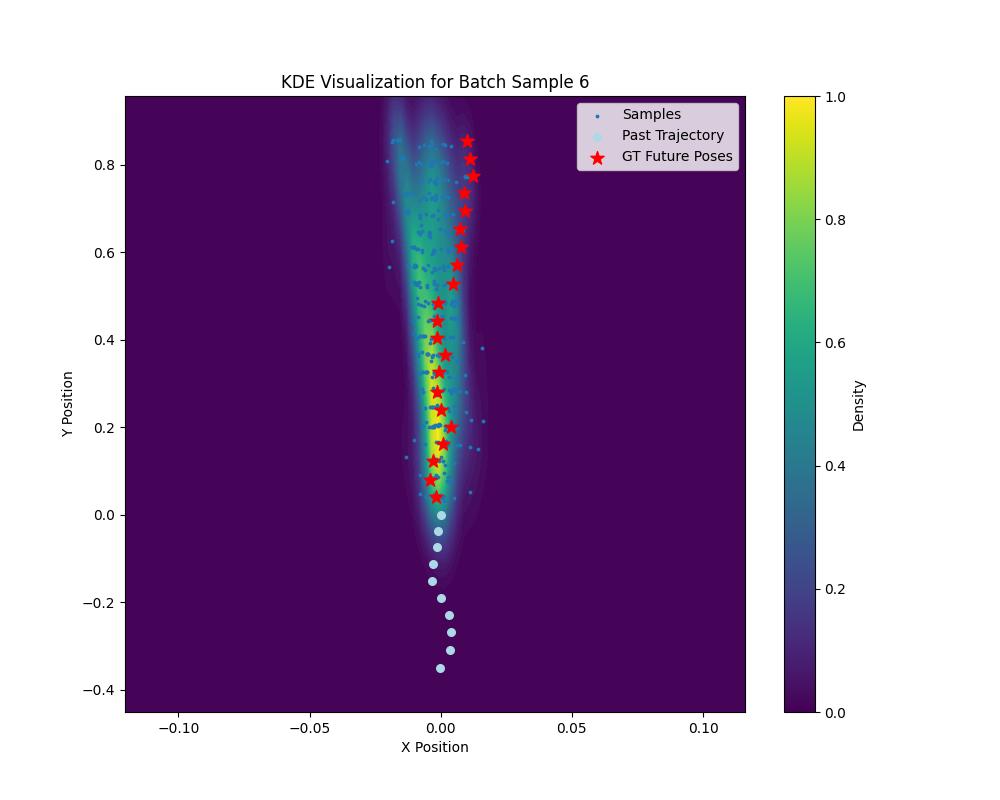 KDE Visualization for Batch Sample 6
Samples
Past Trajectory
GT Future Poses
Y Position
0.8
0.6
0.4
0.2
0.0
−0.2
−0.4
−0.10
−0.05
0.00
0.05
0.10
X Position
1.0
0.8
0.6
0.4
0.2
0.0
Density